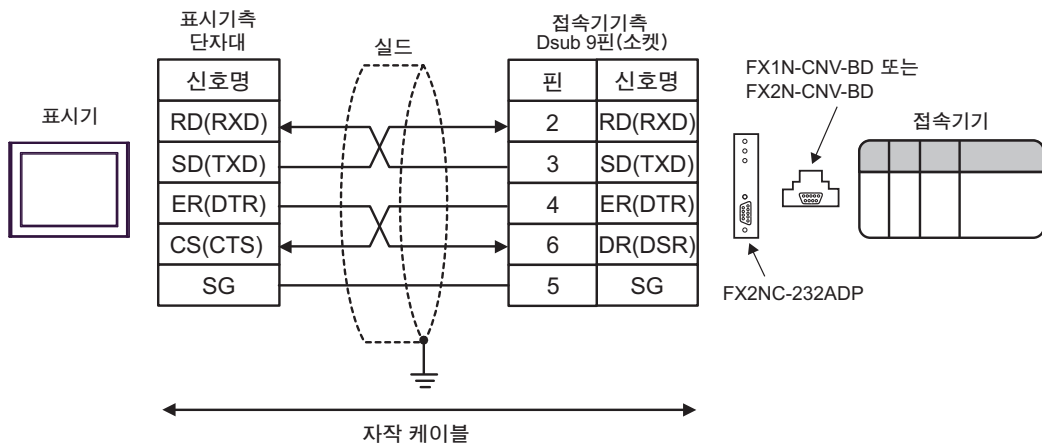 표시기
표시기측
단자대
신호명
RD(RXD)
SD(TXD)
ER(DTR)
CS(CTS)
SG
실드
접속기기측
Dsub 9핀(소켓)
핀 신호명
2 RD(RXD)
3 SD(TXD)
4 ER(DTR)
6 DR(DSR)
5 SG
FX1N-CNV-BD 또는
FX2N-CNV-BD
접속기기
FX2NC-232ADP
자작 케이블